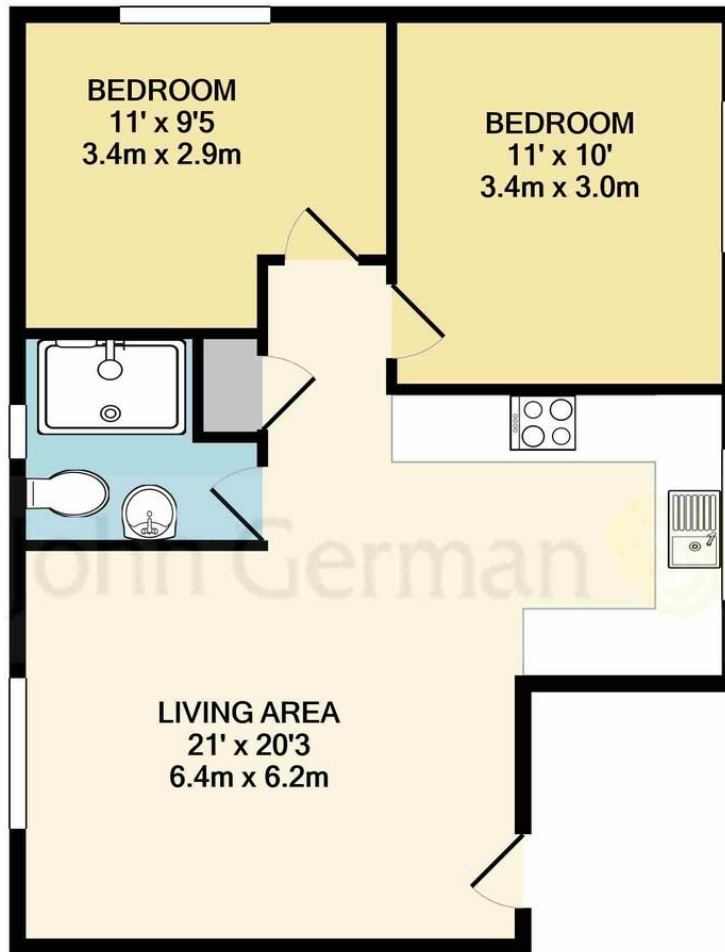 BEDROOM
11' x 9'5
3.4m x 2.9m
BEDROOM
11' x 10'
3.4m x 3.0m
John German
LIVING AREA
21' x 20'3
6.4m x 6.2m